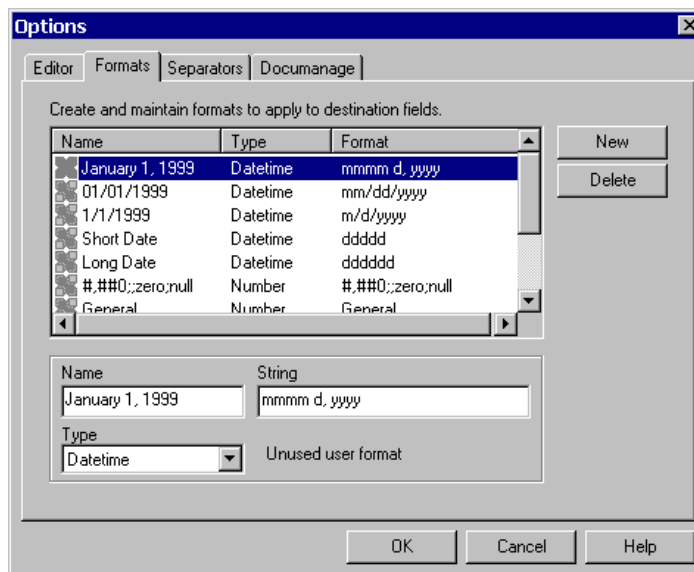 Options
Editor Formats Separators Documanage
Create and maintain formats to apply to destination fields.
Name Type Format
January 1, 1999 Datetime mmmm d, yyyy
01/01/1999 Datetime mm/dd/yyyy
1/1/1999 Datetime m/d/yyyy
Short Date Datetime ddddd
Long Date Datetime dddddd
#,##0;;zero;null Number #,##0;;zero;null
General Number General
New
Delete
Name String
January 1, 1999 mmmm d, yyyy
Type
Datetime Unused user format
OK Cancel Help